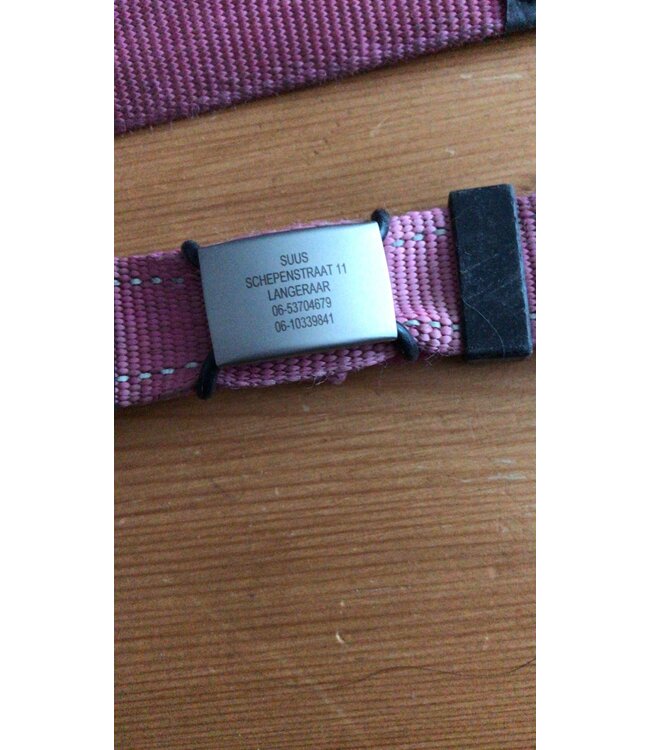 SUUS
SCHEPENSTRAAT 11
LANGERAAR
06-53704679
06-10339841